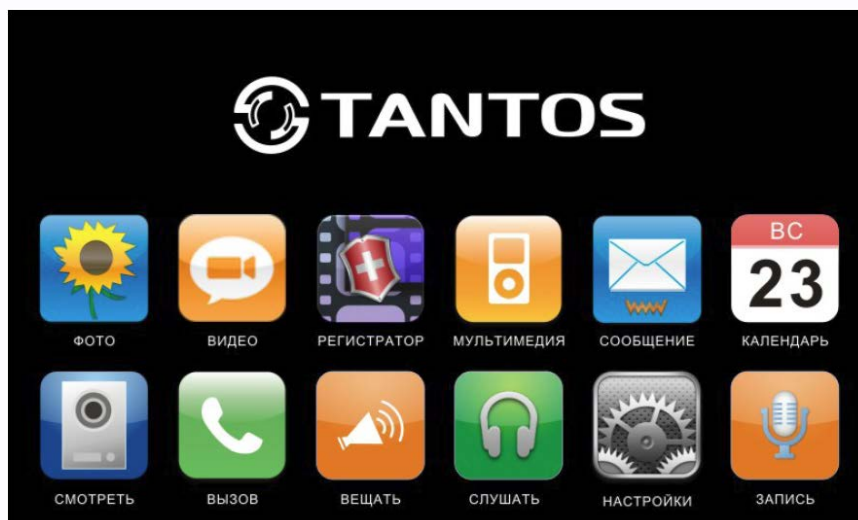 TANTOS
ВС
23
ФОТО
ВИДЕО
РЕГИСТРАТОР
МУЛЬТИМЕДИЯ
СООБЩЕНИЕ
КАЛЕНДАРЬ
СМОТРЕТЬ
ВЫЗОВ
ВЕЩАТЬ
СЛУШАТЬ
НАСТРОЙКИ
ЗАПИСЬ